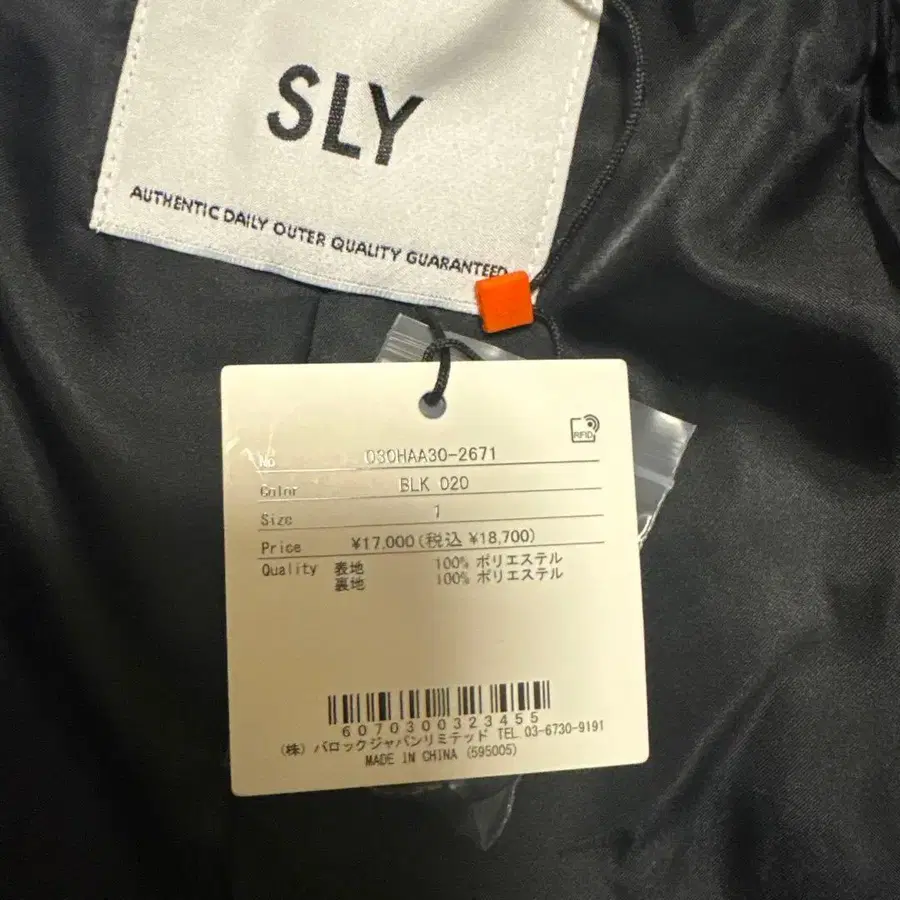 SLY
AUTHENTIC DAILY OUTER QUALITY GUARANTEED
RFID
No 030HAA30-2671
Color BLK 020
Size 1
Price ¥17,000(税込 ¥18,700)
Quality 表地 100% ポリエステル
裏地 100% ポリエステル
6070300323455
(株) バロックジャパンリミテッド TEL 03-6730-9191
MADE IN CHINA (595005)